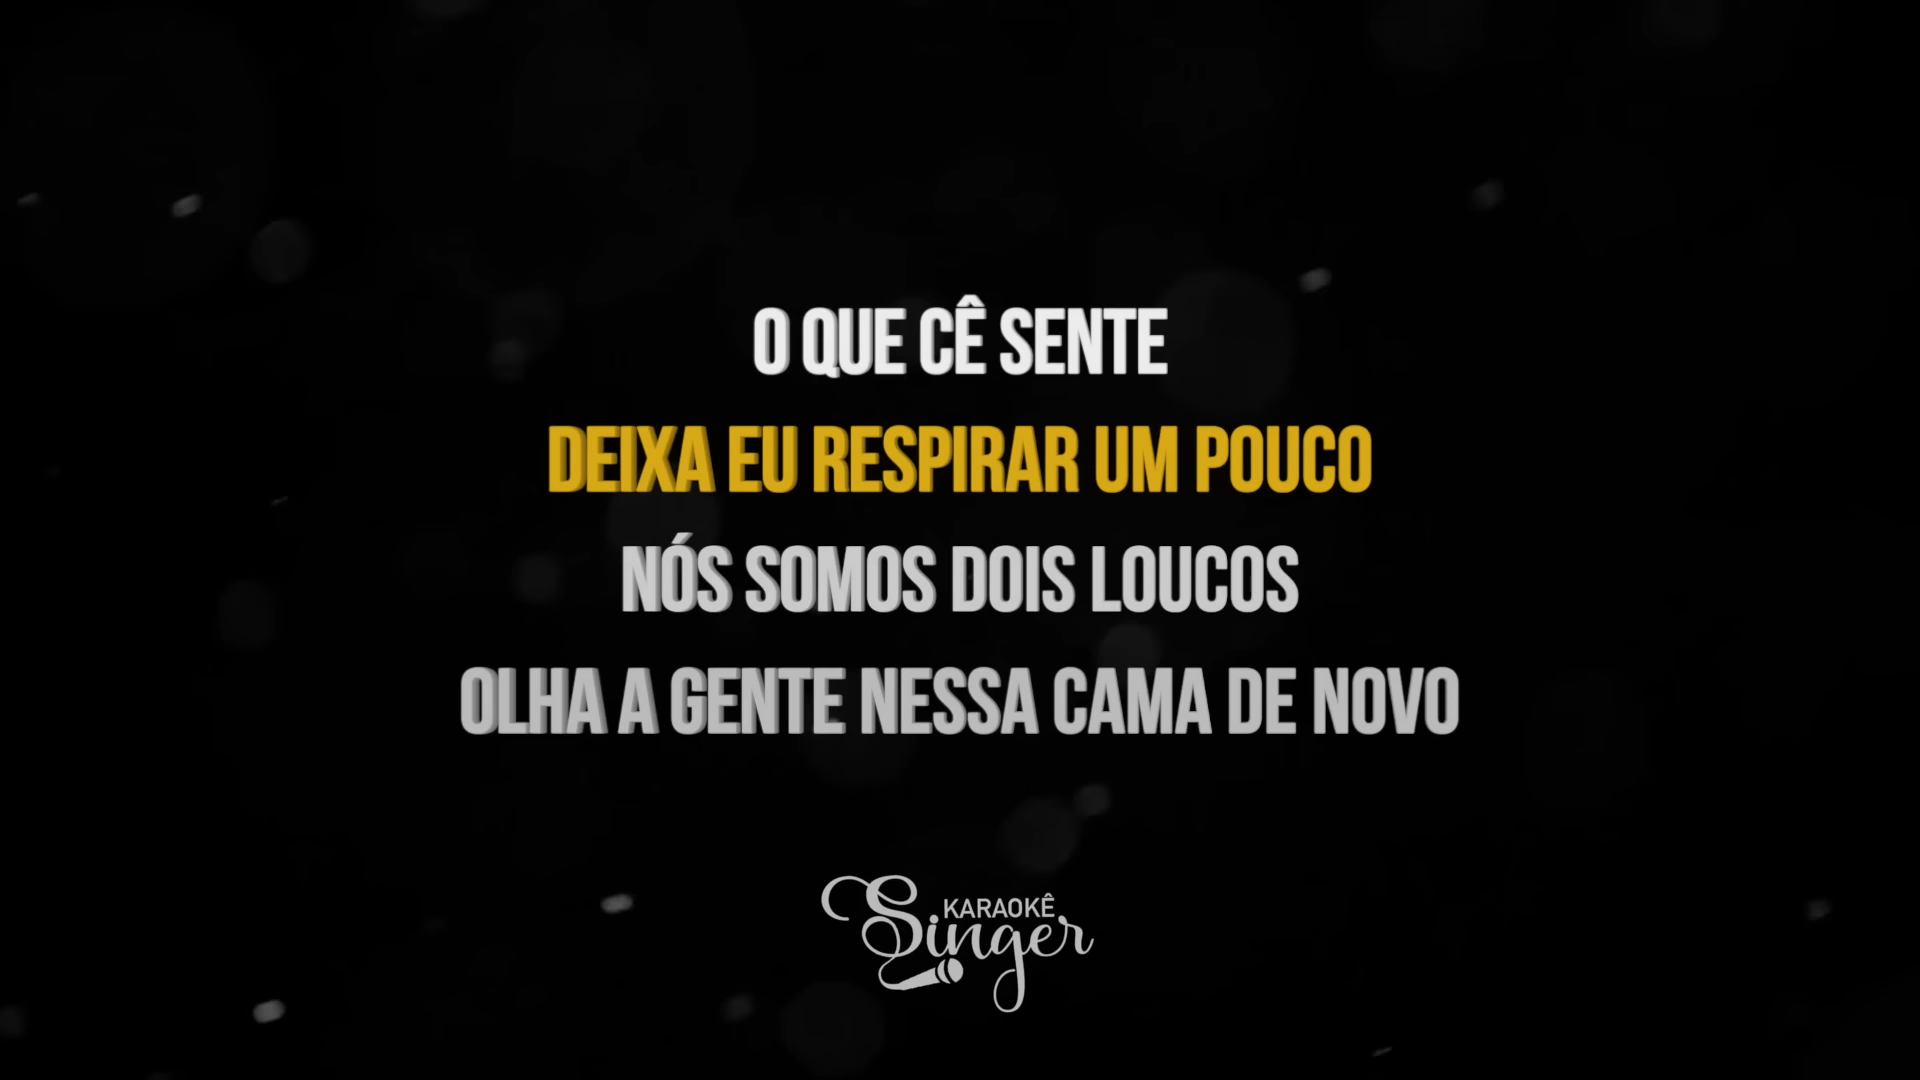 O QUE CÊ SENTE
DEIXA EU RESPIRAR UM POUCO
NÓS SOMOS DOIS LOUCOS
OLHA A GENTE NESSA CAMA DE NOVO
KARAOKÊ
Singer